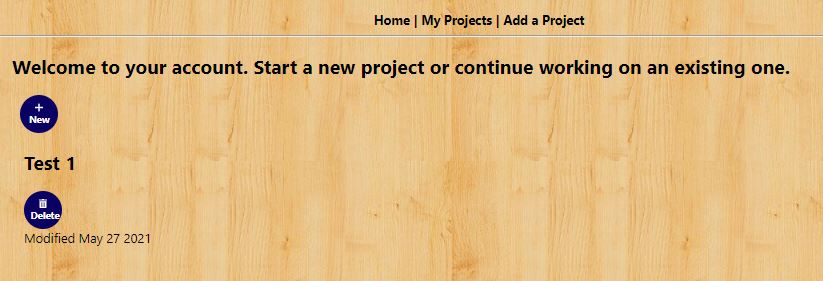 Home | My Projects | Add a Project
Welcome to your account. Start a new project or continue working on an existing one.
+
New
Test 1
Delete
Modified May 27 2021